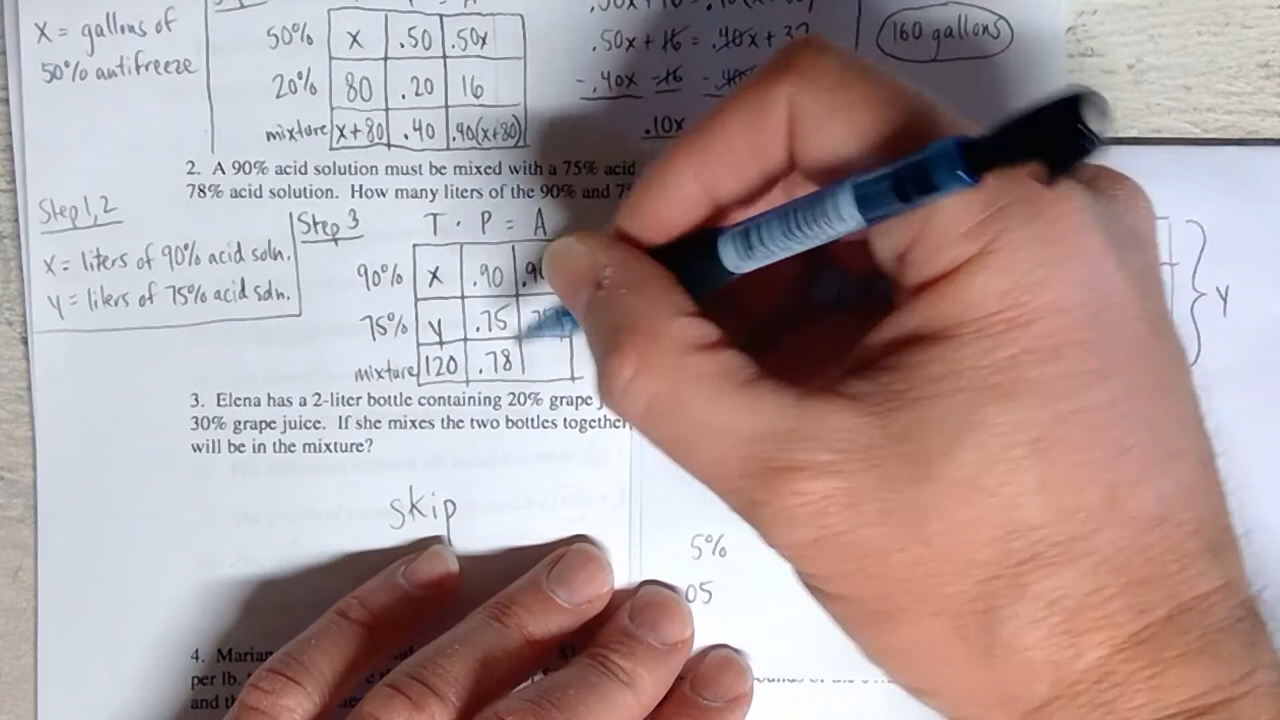 X = gallons of
50% antifreeze
50% x .50 .50x
20% 80 .20 16
mixture x+80 .40 .40(x+80)
.50x + 16 = .40x + 32
- .40x -16 - .40x
.10x
160 gallons
2. A 90% acid solution must be mixed with a 75% acid
78% acid solution. How many liters of the 90% and
Step 1,2
X = liters of 90% acid soln.
Y = liters of 75% acid soln.
Step 3
T · P = A
90% x .90
75% y .75
mixture 120 .78
Y
3. Elena has a 2-liter bottle containing 20% grape
30% grape juice. If she mixes the two bottles together,
will be in the mixture?
skip
5%
05
4.
per lb.